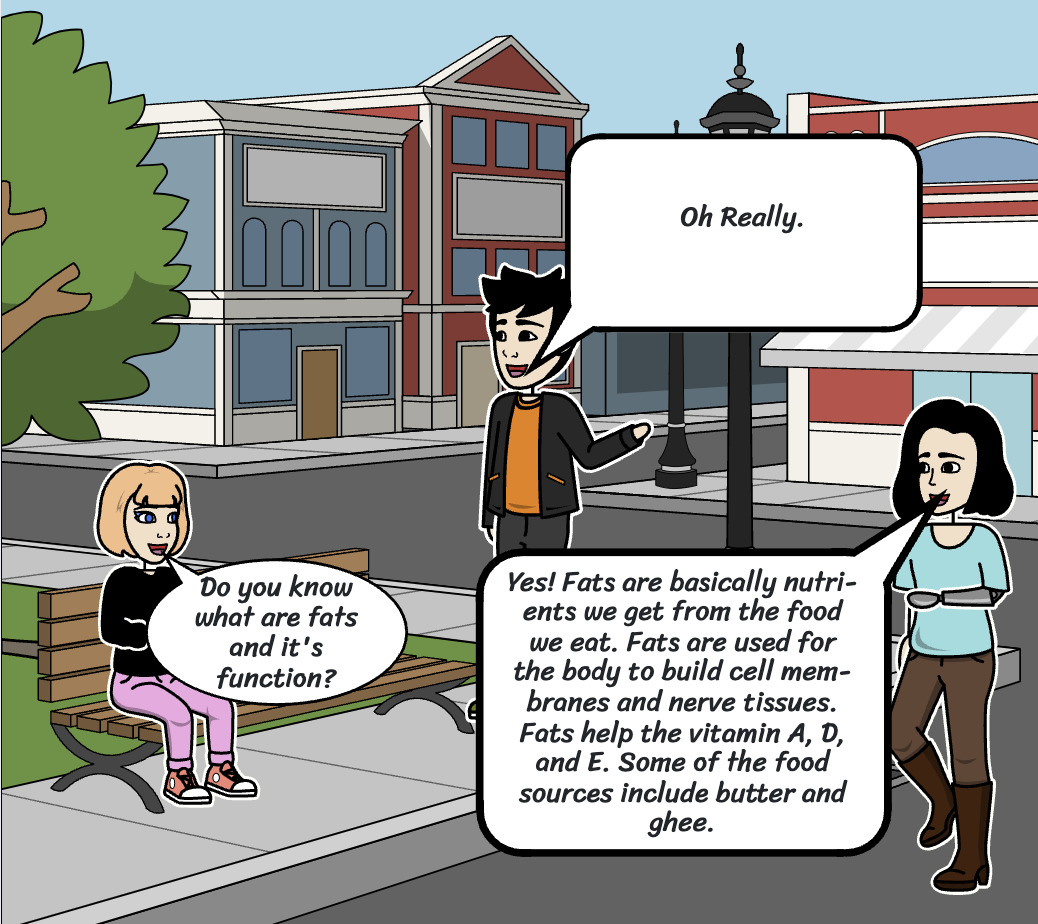 Oh Really.
Do you know
what are fats
and it's
function?
Yes! Fats are basically nutri-
ents we get from the food
we eat. Fats are used for
the body to build cell mem-
branes and nerve tissues.
Fats help the vitamin A, D,
and E. Some of the food
sources include butter and
ghee.